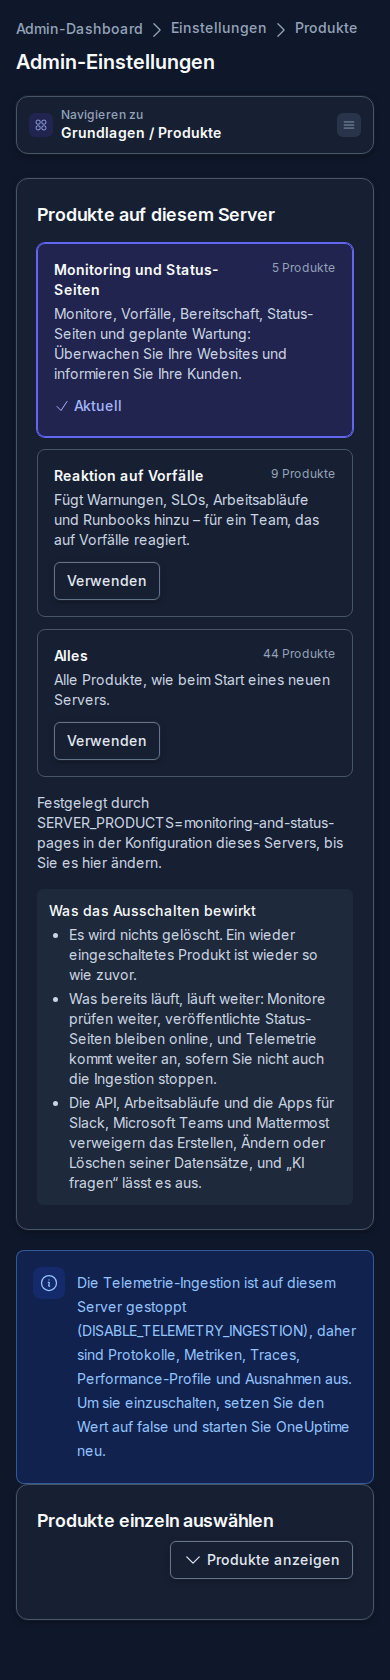 Admin-Dashboard > Einstellungen > Produkte
Admin-Einstellungen
Navigieren zu
Grundlagen / Produkte
Produkte auf diesem Server
Monitoring und Status-
Seiten
5 Produkte
Monitore, Vorfälle, Bereitschaft, Status-
Seiten und geplante Wartung:
Überwachen Sie Ihre Websites und
informieren Sie Ihre Kunden.
Aktuell
Reaktion auf Vorfälle
9 Produkte
Fügt Warnungen, SLOs, Arbeitsabläufe
und Runbooks hinzu – für ein Team, das
auf Vorfälle reagiert.
Verwenden
Alles
44 Produkte
Alle Produkte, wie beim Start eines neuen
Servers.
Verwenden
Festgelegt durch
SERVER_PRODUCTS=monitoring-and-status-
pages in der Konfiguration dieses Servers, bis
Sie es hier ändern.
Was das Ausschalten bewirkt
• Es wird nichts gelöscht. Ein wieder
eingeschaltetes Produkt ist wieder so
wie zuvor.
• Was bereits läuft, läuft weiter: Monitore
prüfen weiter, veröffentlichte Status-
Seiten bleiben online, und Telemetrie
kommt weiter an, sofern Sie nicht auch
die Ingestion stoppen.
• Die API, Arbeitsabläufe und die Apps für
Slack, Microsoft Teams und Mattermost
verweigern das Erstellen, Ändern oder
Löschen seiner Datensätze, und „KI
fragen“ lässt es aus.
Die Telemetrie-Ingestion ist auf diesem
Server gestoppt
(DISABLE_TELEMETRY_INGESTION), daher
sind Protokolle, Metriken, Traces,
Performance-Profile und Ausnahmen aus.
Um sie einzuschalten, setzen Sie den
Wert auf false und starten Sie OneUptime
neu.
Produkte einzeln auswählen
Produkte anzeigen